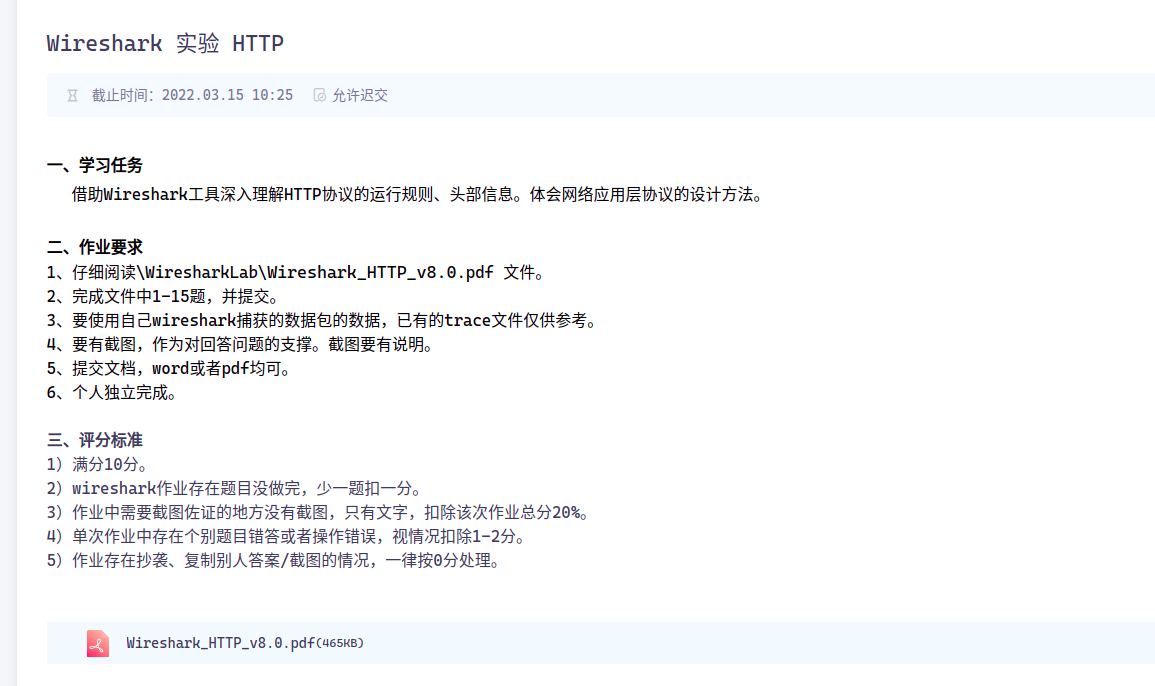 Wireshark 实验 HTTP
截止时间: 2022.03.15 10:25 允许迟交
一、学习任务
借助Wireshark工具深入理解HTTP协议的运行规则、头部信息。体会网络应用层协议的设计方法。
二、作业要求
1、仔细阅读\WiresharkLab\Wireshark_HTTP_v8.0.pdf 文件。
2、完成文件中1-15题，并提交。
3、要使用自己wireshark捕获的数据包的数据，已有的trace文件仅供参考。
4、要有截图，作为对回答问题的支撑。截图要有说明。
5、提交文档，word或者pdf均可。
6、个人独立完成。
三、评分标准
1）满分10分。
2）wireshark作业存在题目没做完，少一题扣一分。
3）作业中需要截图佐证的地方没有截图，只有文字，扣除该次作业总分20%。
4）单次作业中存在个别题目错答或者操作错误，视情况扣除1-2分。
5）作业存在抄袭、复制别人答案/截图的情况，一律按0分处理。
Wireshark_HTTP_v8.0.pdf(465KB)